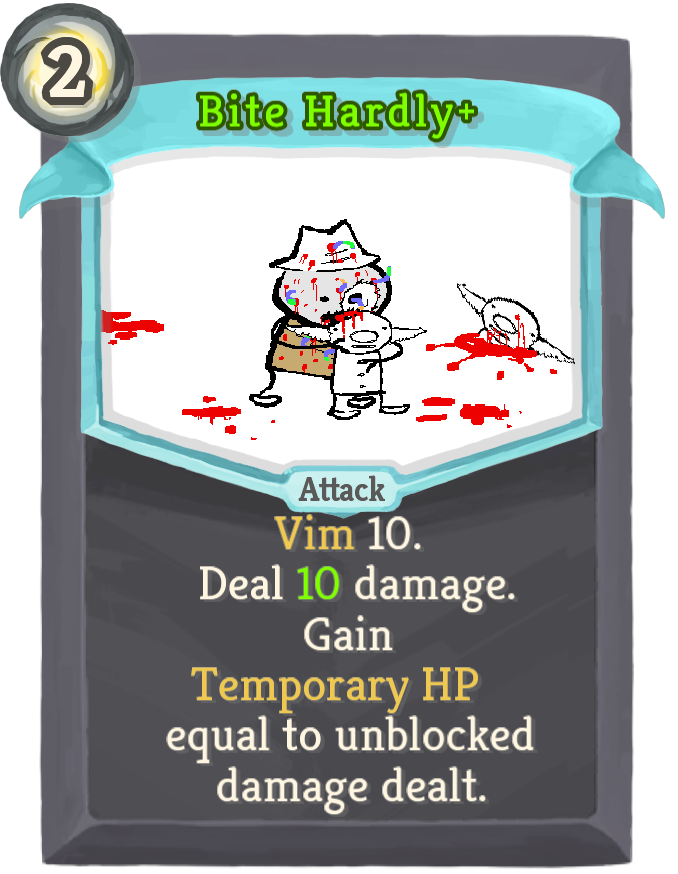 2
Bite Hardly+
Attack
Vim 10.
Deal 10 damage.
Gain
Temporary HP
equal to unblocked
damage dealt.